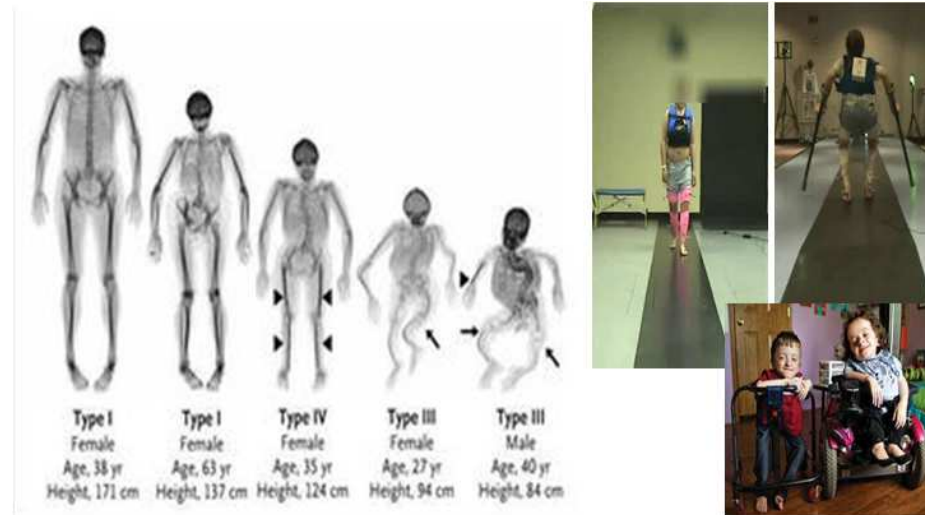 Type I
Female
Age, 38 yr
Height, 171 cm
Type I
Female
Age, 63 yr
Height, 137 cm
Type IV
Female
Age, 35 yr
Height, 124 cm
Type III
Female
Age, 27 yr
Height, 94 cm
Type III
Male
Age, 40 yr
Height, 84 cm